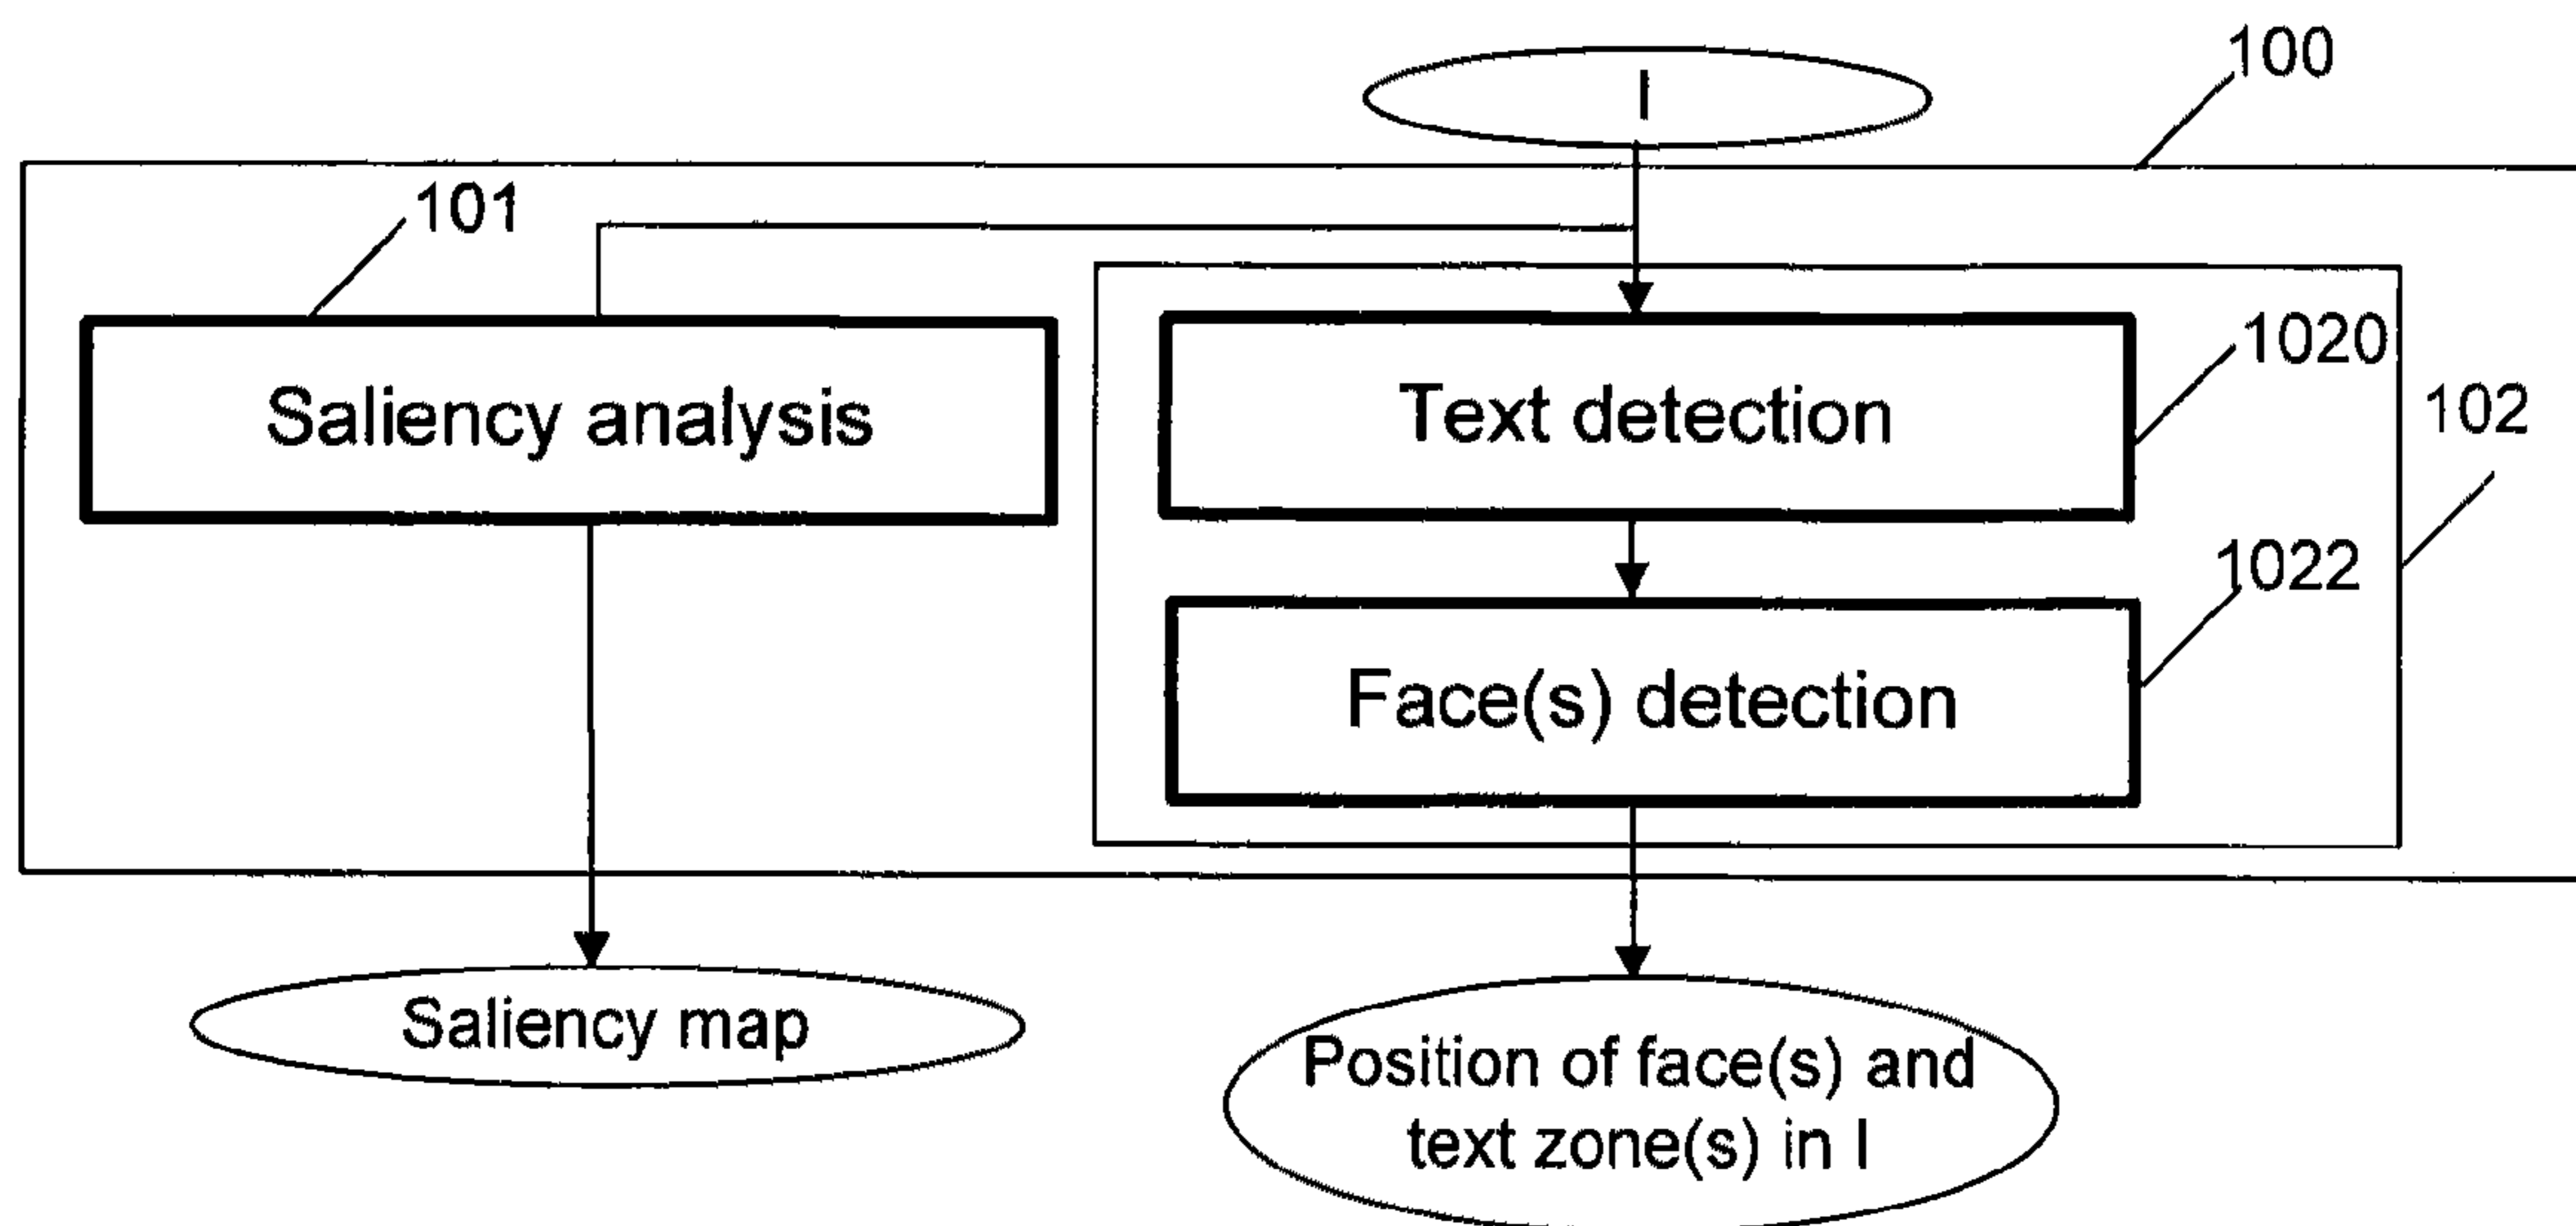 I
100
101
Saliency analysis
Text detection
1020
102
1022
Face(s) detection
Saliency map
Position of face(s) and
text zone(s) in I